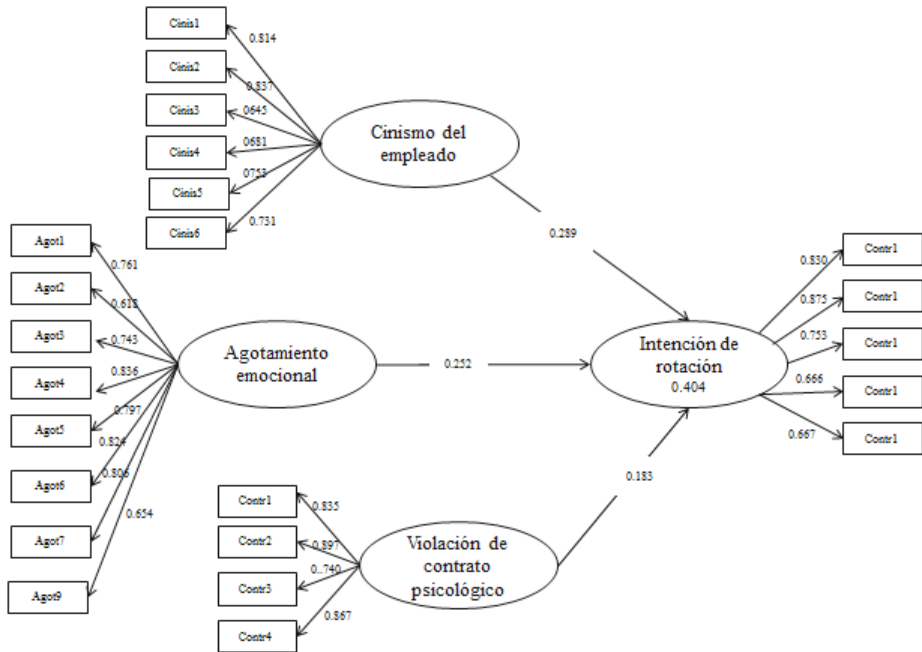 Cinis1
0.814
Cinis2
0.837
Cinis3
0645
Cinis4
0681
Cinis5
0753
Cinis6
0.731
Cinismo del
empleado
0.289
Agot1
0.761
Agot2
0.618
Agot3
0.743
Agot4
0.836
Agot5
0.797
0.824
Agot6
0.806
Agot7
0.654
Agot9
Agotamiento
emocional
0.252
Contr1
0.835
Contr2
0.897
0..740
Contr3
0.867
Contr4
Violación de
contrato
psicológico
0.183
Intención de
rotación
0.404
0.830
Contr1
0.875
Contr1
0.753
Contr1
0.666
Contr1
0.667
Contr1